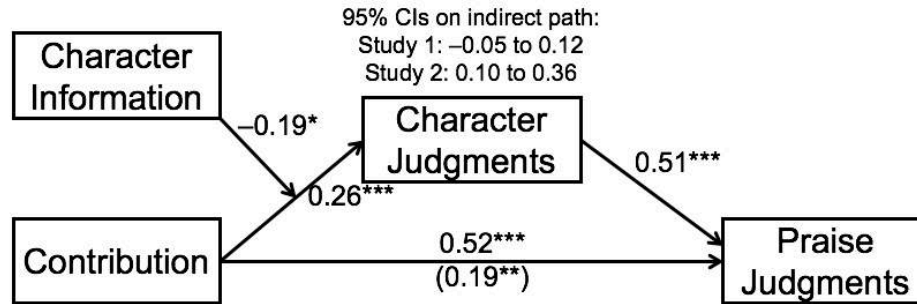 95% CIs on indirect path:
Study 1: –0.05 to 0.12
Study 2: 0.10 to 0.36
Character
Information
–0.19*
Character
Judgments
0.26***
0.51***
Contribution
0.52***
(0.19**)
Praise
Judgments